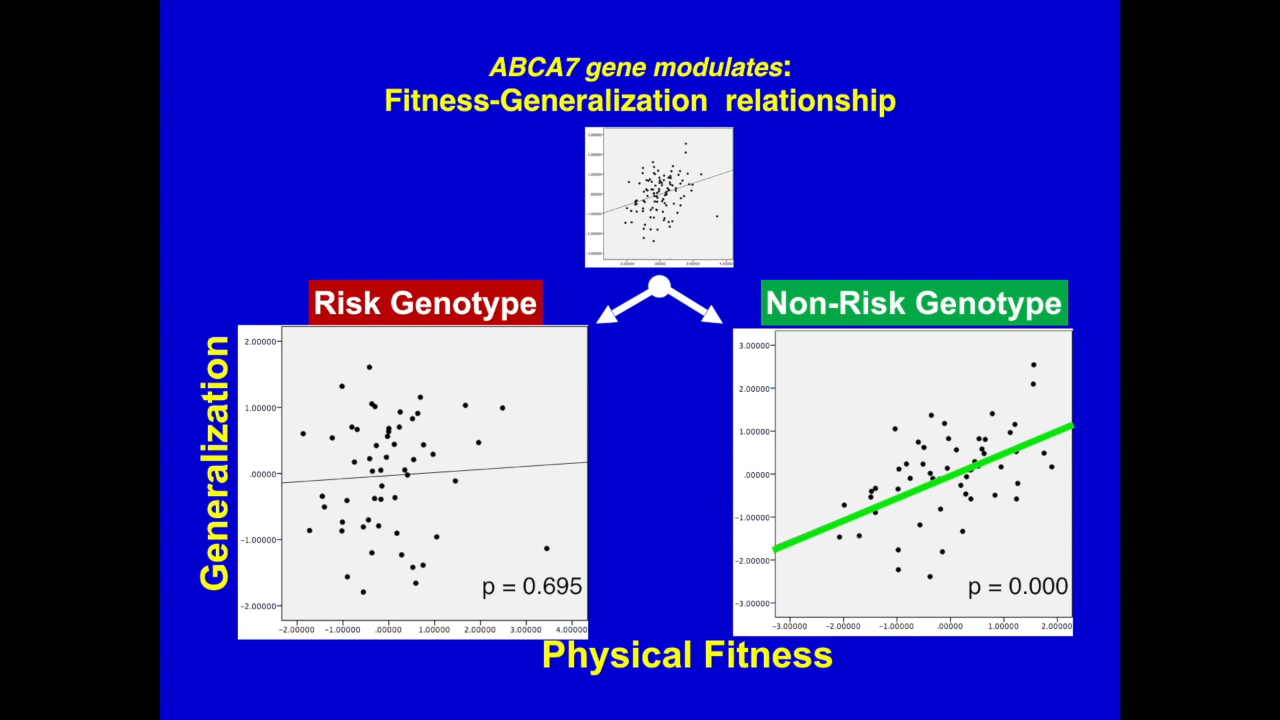 ABCA7 gene modulates:
Fitness-Generalization relationship
Risk Genotype
Non-Risk Genotype
Generalization
2.00000
1.00000
.00000
-1.00000
-2.00000
p = 0.695
-2.00000 -1.00000 .00000 1.00000 2.00000 3.00000 4.00000
3.00000
2.00000
1.00000
.00000
-1.00000
-2.00000
-3.00000
p = 0.000
-3.00000 -2.00000 -1.00000 .00000 1.00000 2.00000
Physical Fitness